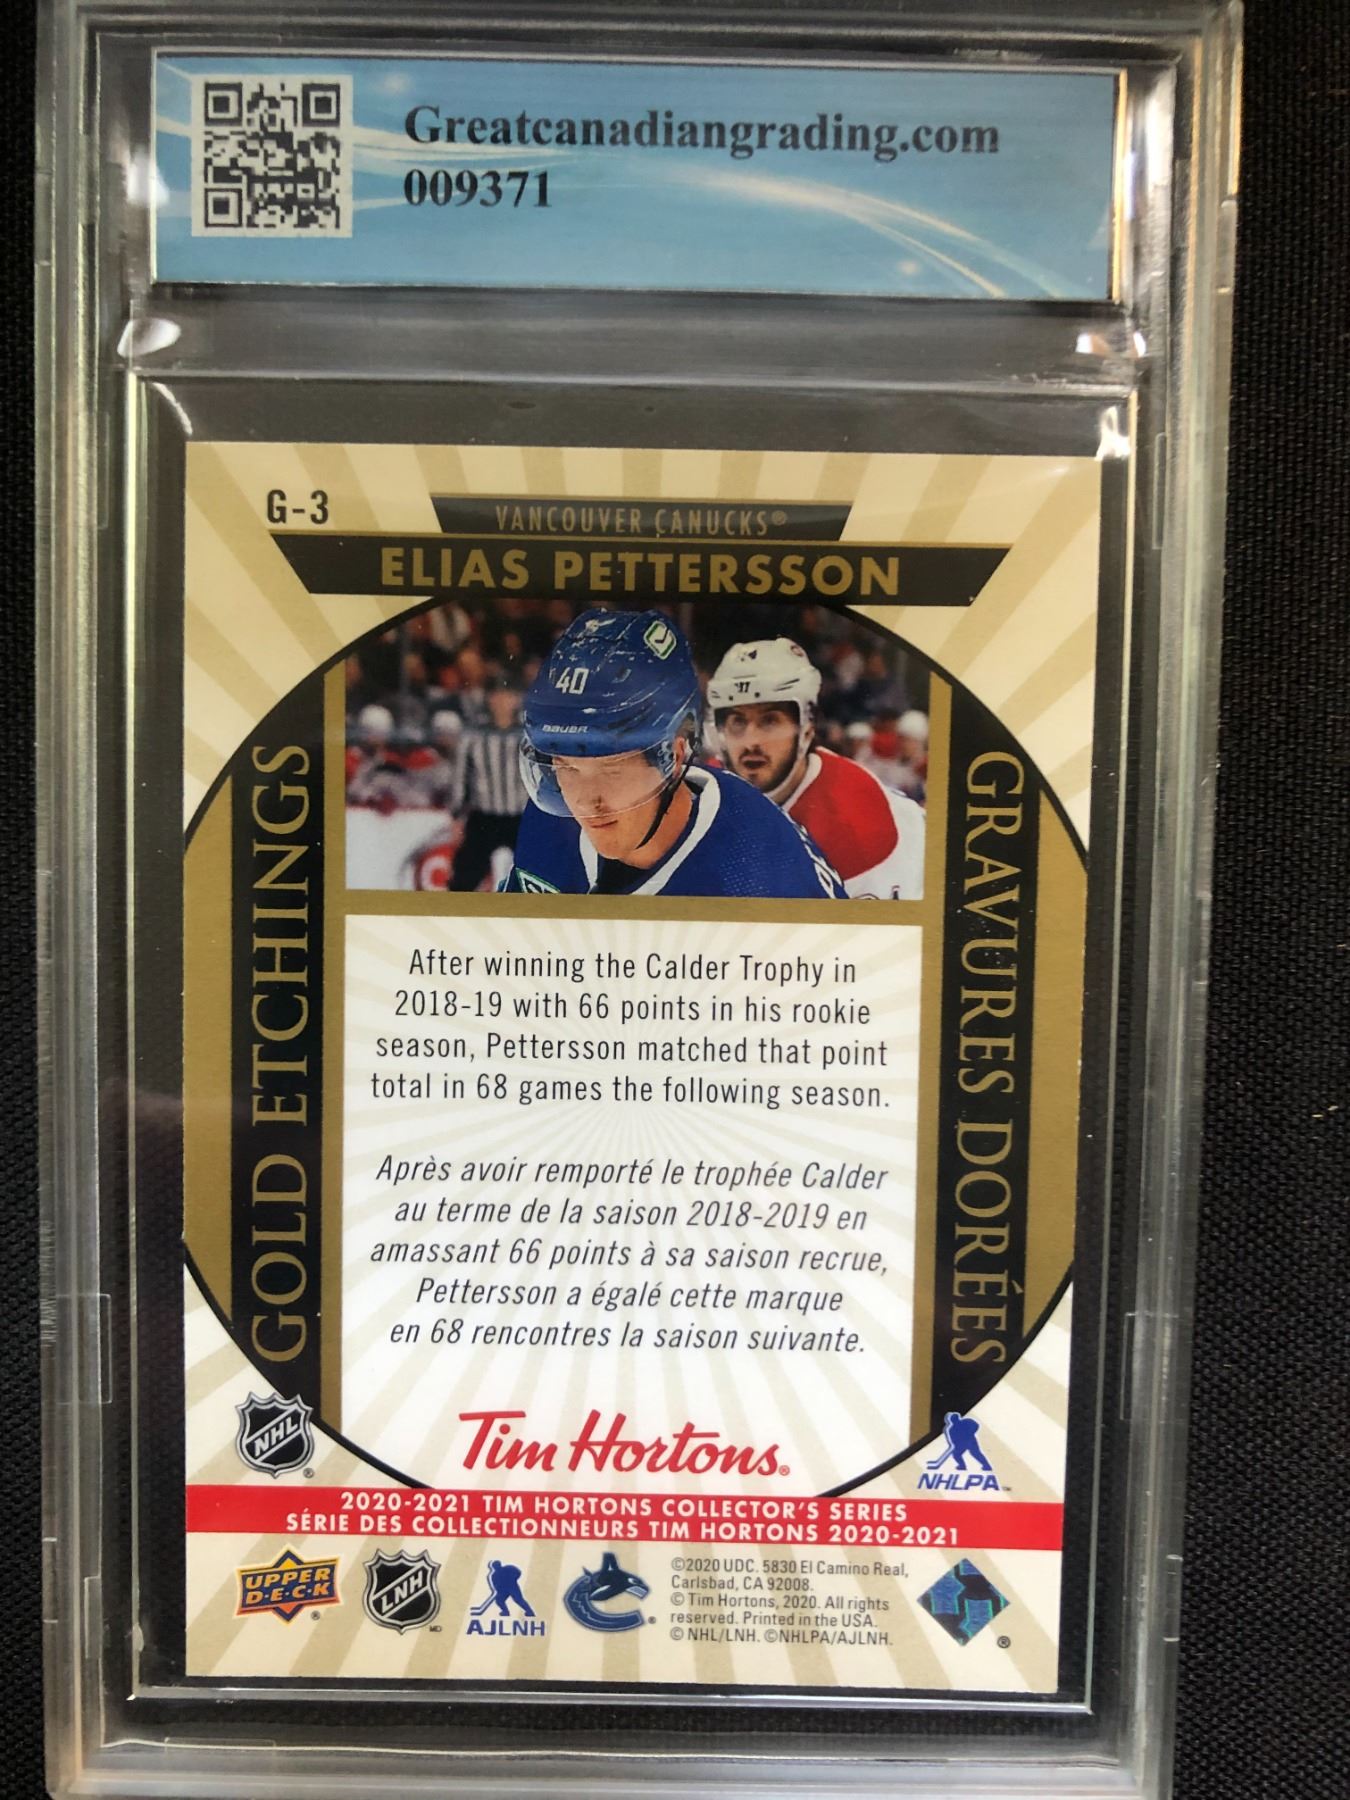 Greatcanadiangrading.com
009371
G-3
VANCOUVER CANUCKS®
ELIAS PETTERSSON
40
BAUER
GOLD ETCHINGS
GRAVURES DORÉES
After winning the Calder Trophy in
2018-19 with 66 points in his rookie
season, Pettersson matched that point
total in 68 games the following season.
Après avoir remporté le trophée Calder
au terme de la saison 2018-2019 en
amassant 66 points à sa saison recrue,
Pettersson a égalé cette marque
en 68 rencontres la saison suivante.
NHL®
Tim Hortons®
NHLPA™
2020-2021 TIM HORTONS COLLECTOR'S SERIES
SÉRIE DES COLLECTIONNEURS TIM HORTONS 2020-2021
UPPER
D·E·C·K®
LNH MD
AJLNH
©2020 UDC. 5830 El Camino Real,
Carlsbad, CA 92008.
© Tim Hortons, 2020. All rights
reserved. Printed in the USA.
© NHL/LNH. ©NHLPA/AJLNH.
®